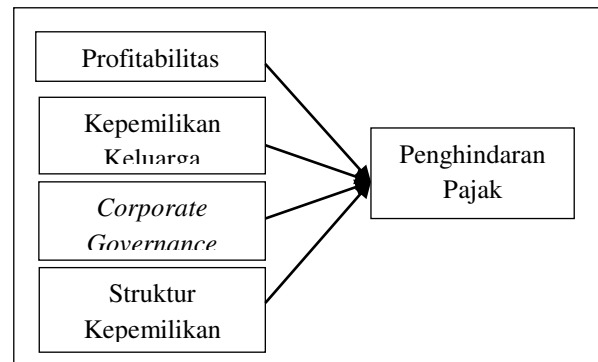 Profitabilitas
Kepemilikan
Keluarga
Corporate
Governance
Struktur
Kepemilikan
Penghindaran
Pajak